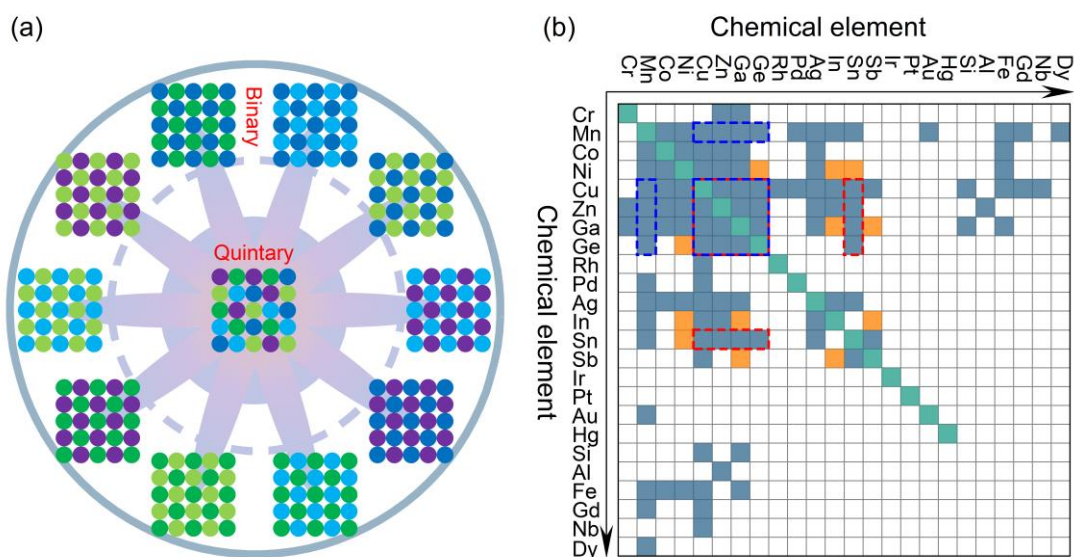 (a)
Binary
Quintary
(b)
Chemical element
Cr Mn Co Ni Cu Zn Ga Ge Rh Pd Ag In Sn Sb Ir Pt Au Hg Si Al Fe Gd Nb Dy
Chemical element
Cr
Mn
Co
Ni
Cu
Zn
Ga
Ge
Rh
Pd
Ag
In
Sn
Sb
Ir
Pt
Au
Hg
Si
Al
Fe
Gd
Nb
Dy